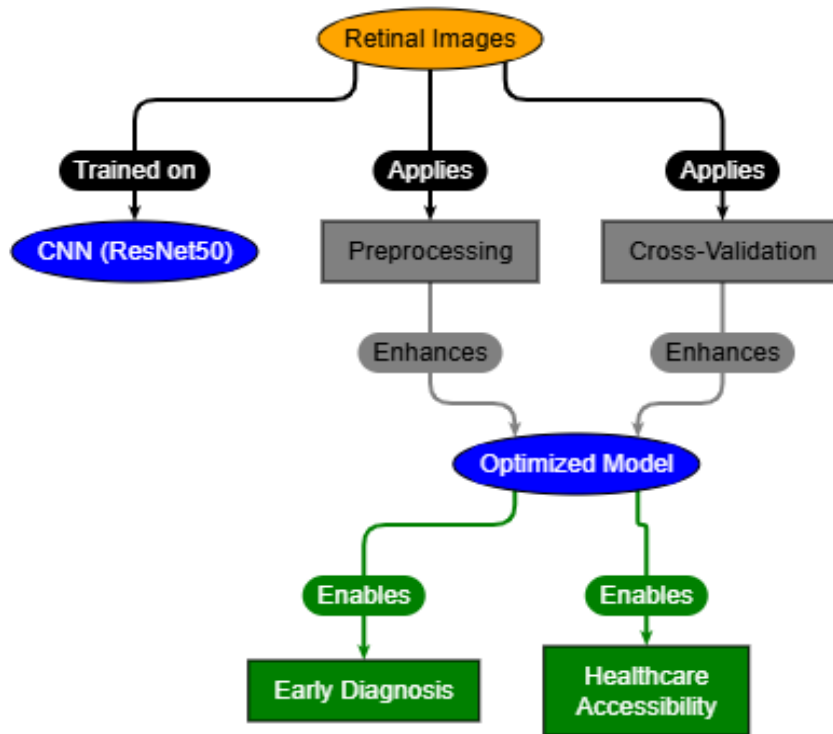 Retinal Images
Trained on
Applies
Applies
CNN (ResNet50)
Preprocessing
Cross-Validation
Enhances
Enhances
Optimized Model
Enables
Enables
Early Diagnosis
Healthcare
Accessibility